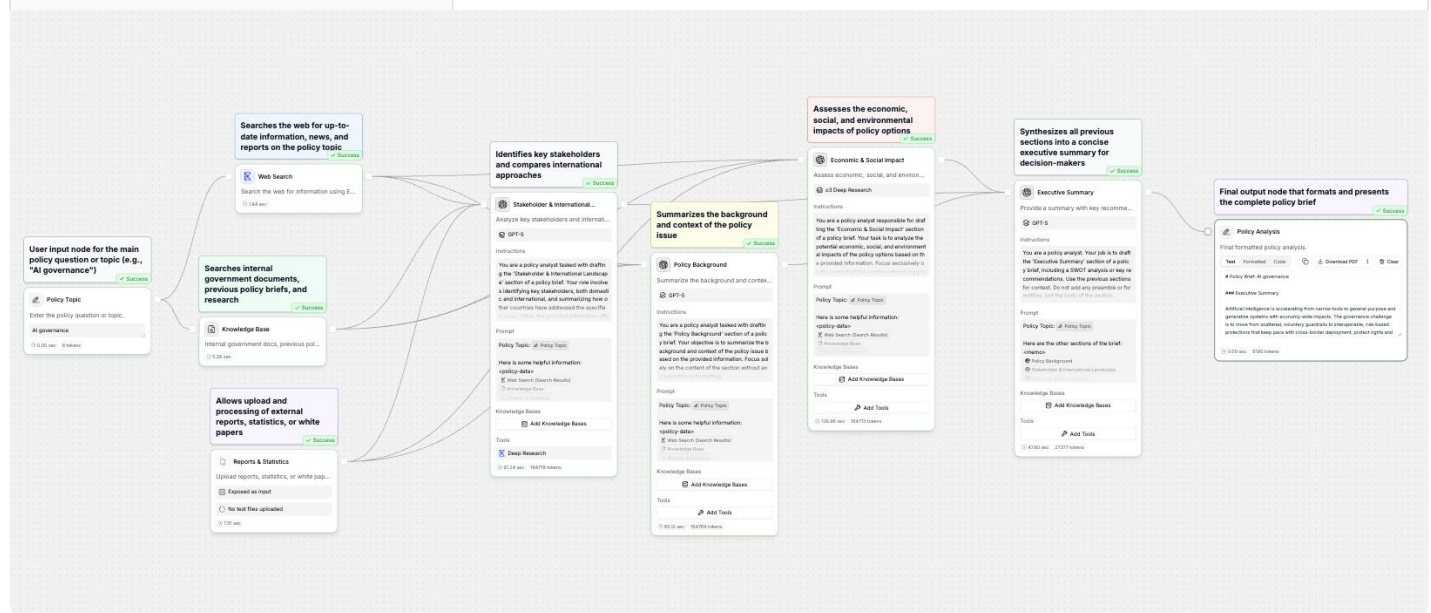 User input node for the main
policy question or topic (e.g.,
"AI governance")
Success
Policy Topic
Enter the policy question or topic.
AI governance
0.00 sec 8 tokens
Searches the web for up-to-
date information, news, and
reports on the policy topic
Success
Web Search
Search the web for information using E...
1.94 sec
Searches internal
government documents,
previous policy briefs, and
research
Success
Knowledge Base
Internal government docs, previous pol...
Allows upload and
processing of external
reports, statistics, or white
papers
Success
Reports & Statistics
Upload reports, statistics, or white pap...
Exposed as input
No test files uploaded
7.51 sec
Identifies key stakeholders
and compares international
approaches
Success
Stakeholder & International...
Analyze key stakeholders and internati...
GPT-5
Instructions
You are a policy analyst tasked with draftin
g the 'Stakeholder & International Landscap
e' section of a policy brief. Your role involve
s identifying key stakeholders, both domesti
c and international, and summarizing how o
ther countries have addressed the specific
Prompt
Policy Topic: Policy Topic
Here is some helpful information:
<policy-data>
Web Search (Search Results)
Knowledge Base
Knowledge Bases
Add Knowledge Bases
Tools
Deep Research
Summarizes the background
and context of the policy
issue
Success
Policy Background
Summarize the background and contex...
GPT-5
Instructions
You are a policy analyst tasked with draftin
g the 'Policy Background' section of a polic
y brief. Your objective is to summarize the b
ackground and context of the policy issue b
ased on the provided information. Focus sol
ely on the content of the section without an
Prompt
Policy Topic: Policy Topic
Here is some helpful information:
<policy-data>
Web Search (Search Results)
Knowledge Base
Knowledge Bases
Add Knowledge Bases
Tools
Add Tools
Assesses the economic,
social, and environmental
impacts of policy options
Success
Economic & Social Impact
Assess economic, social, and environ...
o3 Deep Research
Instructions
You are a policy analyst responsible for draf
ting the 'Economic & Social Impact' section
of a policy brief. Your task is to analyze the
potential economic, social, and environment
al impacts of the policy options based on th
e provided information. Focus exclusively o
Prompt
Policy Topic: Policy Topic
Here is some helpful information:
<policy-data>
Web Search (Search Results)
Knowledge Base
Knowledge Bases
Add Knowledge Bases
Tools
Add Tools
Synthesizes all previous
sections into a concise
executive summary for
decision-makers
Success
Executive Summary
Provide a summary with key recomme...
GPT-5
Instructions
You are a policy analyst. Your job is to draft
the 'Executive Summary' section of a polic
y brief, including a SWOT analysis or key re
commendations. Use the previous sections
for context. Do not add any preamble or for
matting, just the body of the section
Prompt
Policy Topic: Policy Topic
Here are the other sections of the brief:
<memo>
Policy Background
Stakeholder & International Landscape
Knowledge Bases
Add Knowledge Bases
Tools
Add Tools
Final output node that formats and presents
the complete policy brief
Success
Policy Analysis
Final formatted policy analysis.
Text Formatted Code Download PDF Clear
# Policy Brief: AI governance
### Executive Summary
Artificial intelligence is accelerating from narrow tools to general-purpose and
generative systems with economy-wide impacts. The governance challenge
is to move from scattered, voluntary guardrails to interoperable, risk-based
protections that keep pace with cross-border deployment, protect rights and